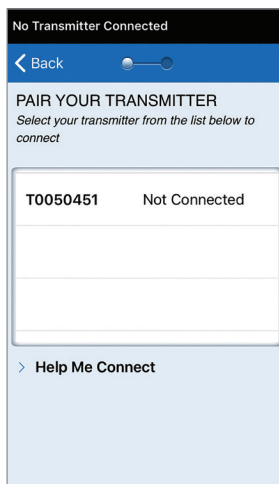 No Transmitter Connected
Back
PAIR YOUR TRANSMITTER
Select your transmitter from the list below to
connect
T0050451 Not Connected
Help Me Connect